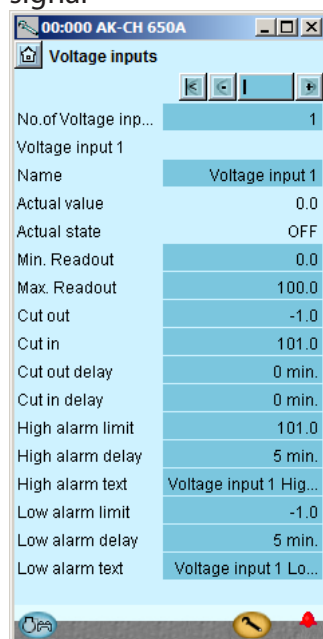 signal
00:000 AK-CH 650A
Voltage inputs
No.of Voltage inp... 1
Voltage input 1
Name Voltage input 1
Actual value 0.0
Actual state OFF
Min. Readout 0.0
Max. Readout 100.0
Cut out -1.0
Cut in 101.0
Cut out delay 0 min.
Cut in delay 0 min.
High alarm limit 101.0
High alarm delay 5 min.
High alarm text Voltage input 1 Hig...
Low alarm limit -1.0
Low alarm delay 5 min.
Low alarm text Voltage input 1 Lo...